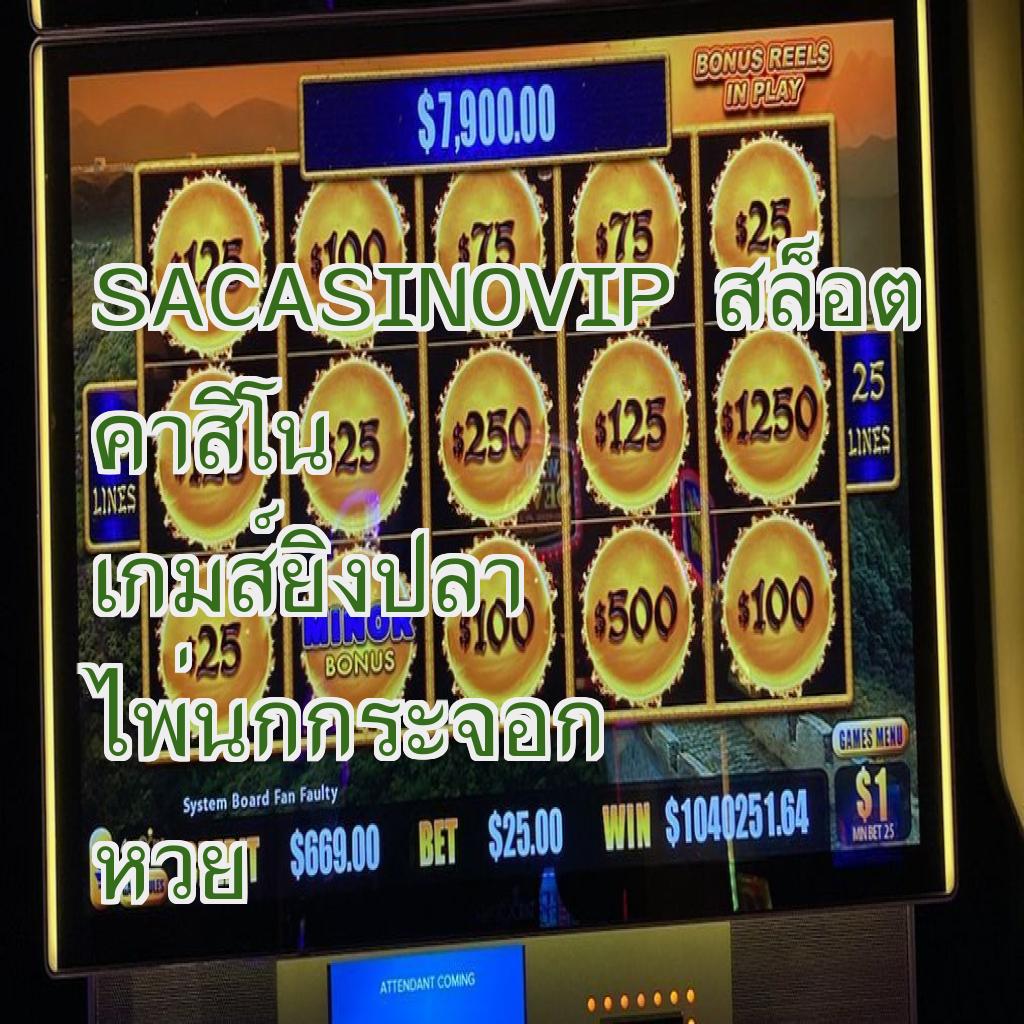 BONUS REELS
IN PLAY
$7,900.00
$125 $100 $75 $75 $25
SACASINOVIP สล็อต
คาสิโน
$25 $250 $125 $1250
25
LINES
LINES
เกมส์ยิงปลา
$25 MINOR $100 $500 $100
BONUS
ไพ่นกกระจอก
GAMES MENU
System Board Fan Faulty
$669.00 BET $25.00 WIN $1040251.64
$1
MIN BET 25
หวย
ATTENDANT COMING